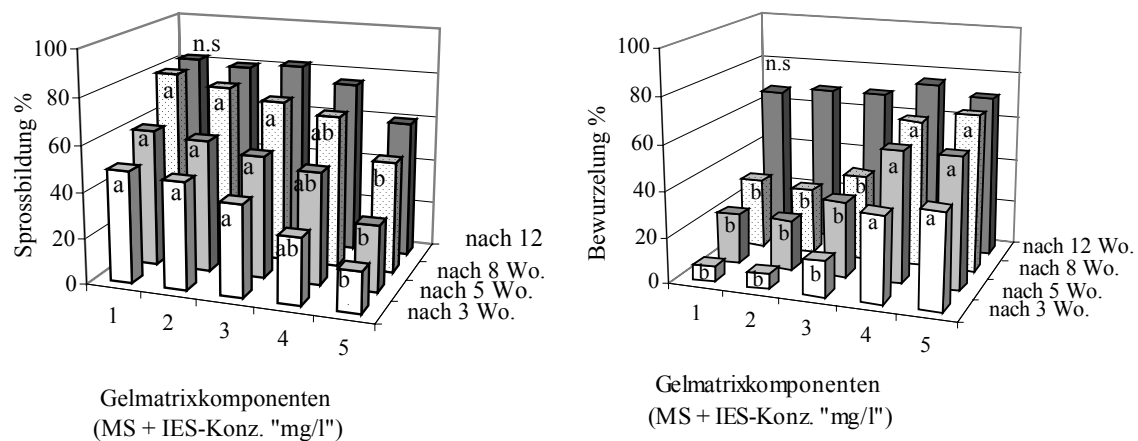 100
80
60
40
20
0
Sprossbildung %
n.s
a a a ab b
a a a ab b
a a a ab b
1 2 3 4 5
nach 12
nach 8 Wo.
nach 5 Wo.
nach 3 Wo.
Gelmatrixkomponenten
(MS + IES-Konz. "mg/l")
100
80
60
40
20
0
Bewurzelung %
n.s
b b b a a
b b b a a
b b b a a
1 2 3 4 5
nach 12 Wo.
nach 8 Wo.
nach 5 Wo.
nach 3 Wo.
Gelmatrixkomponenten
(MS + IES-Konz. "mg/l")